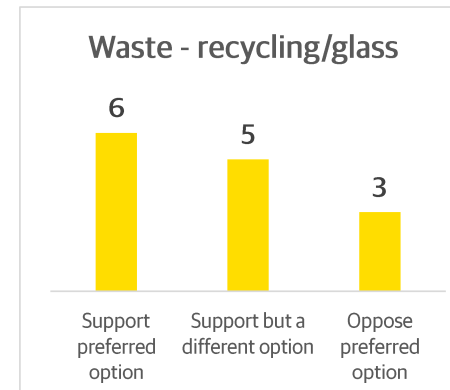 Waste - recycling/glass
6
5
3
Support
preferred
option
Support but a
different option
Oppose
preferred
option